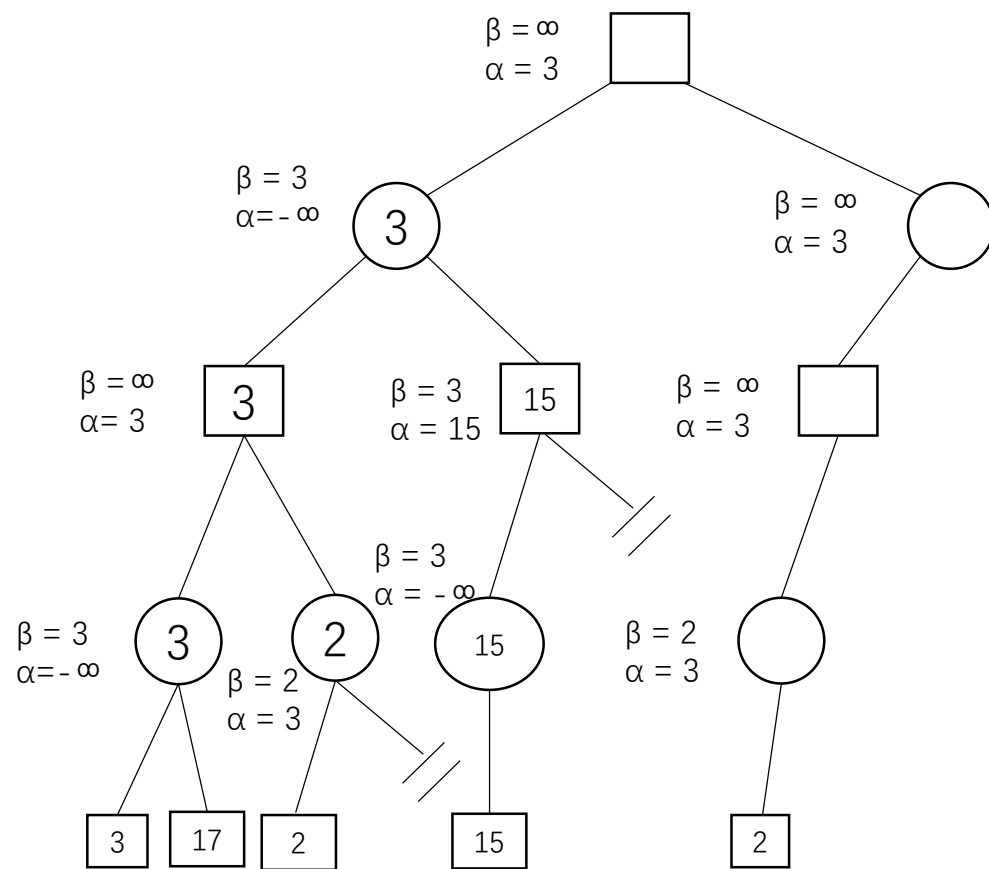 β = ∞
α = 3
β = 3
α=-∞
3
β = ∞
α = 3
β = ∞
α= 3
3
β = 3
α = 15
15
β = ∞
α = 3
β = 3
α = -∞
β = 3
α=-∞
3
2
β = 2
α = 3
15
β = 2
α = 3
3
17
2
15
2